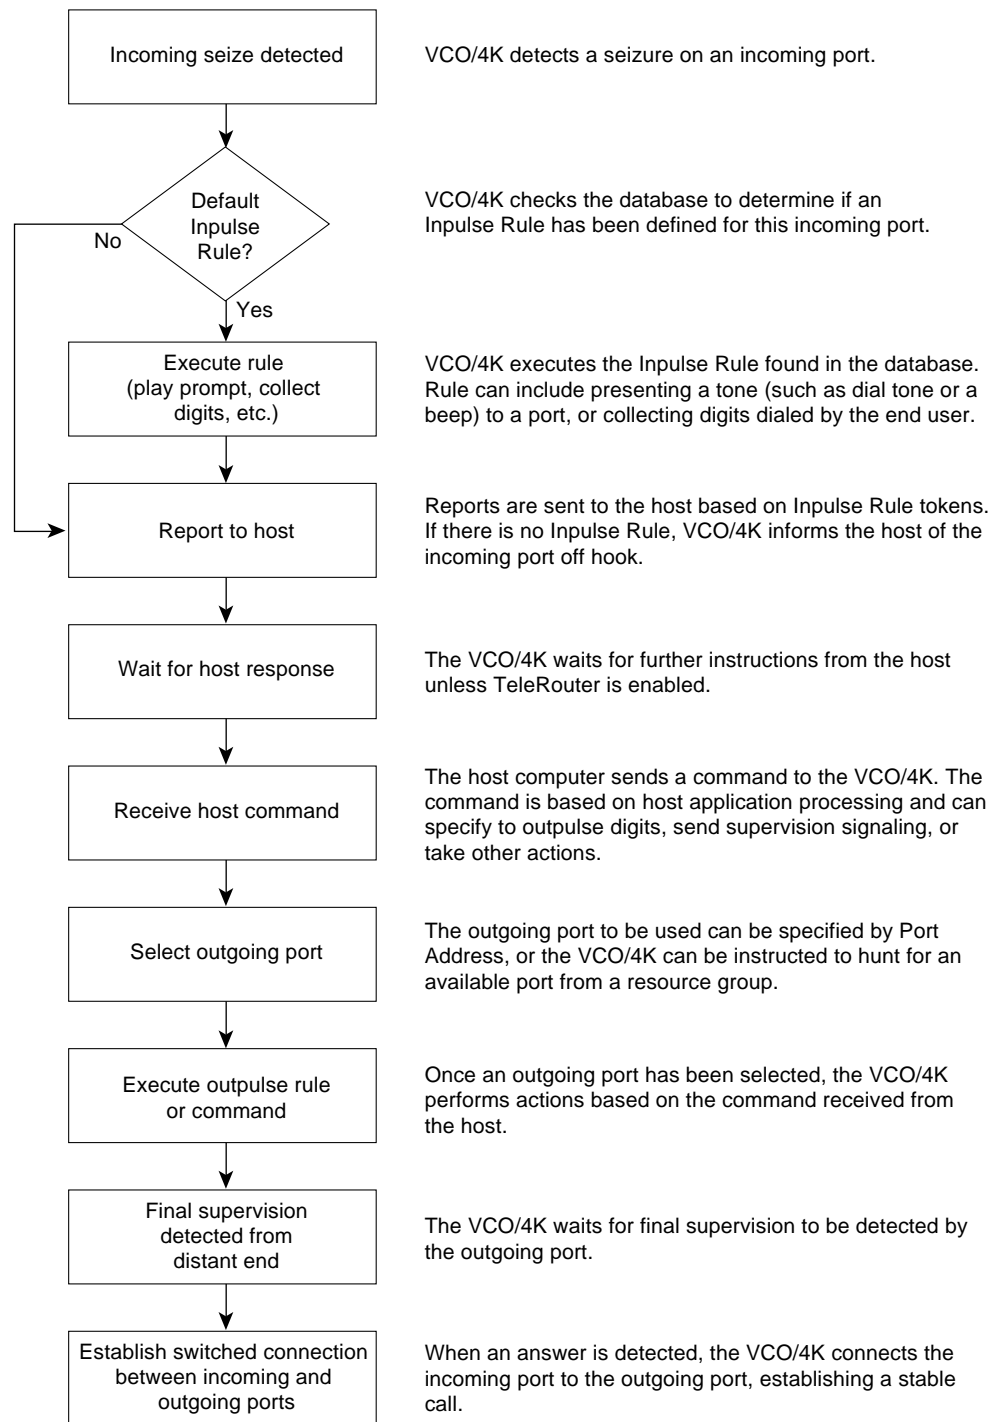 Incoming seize detected
VCO/4K detects a seizure on an incoming port.
Default
Inpulse
Rule?
No
Yes
VCO/4K checks the database to determine if an
Inpulse Rule has been defined for this incoming port.
Execute rule
(play prompt, collect
digits, etc.)
VCO/4K executes the Inpulse Rule found in the database.
Rule can include presenting a tone (such as dial tone or a
beep) to a port, or collecting digits dialed by the end user.
Report to host
Reports are sent to the host based on Inpulse Rule tokens.
If there is no Inpulse Rule, VCO/4K informs the host of the
incoming port off hook.
Wait for host response
The VCO/4K waits for further instructions from the host
unless TeleRouter is enabled.
Receive host command
The host computer sends a command to the VCO/4K. The
command is based on host application processing and can
specify to outpulse digits, send supervision signaling, or
take other actions.
Select outgoing port
The outgoing port to be used can be specified by Port
Address, or the VCO/4K can be instructed to hunt for an
available port from a resource group.
Execute outpulse rule
or command
Once an outgoing port has been selected, the VCO/4K
performs actions based on the command received from
the host.
Final supervision
detected from
distant end
The VCO/4K waits for final supervision to be detected by
the outgoing port.
Establish switched connection
between incoming and
outgoing ports
When an answer is detected, the VCO/4K connects the
incoming port to the outgoing port, establishing a stable
call.